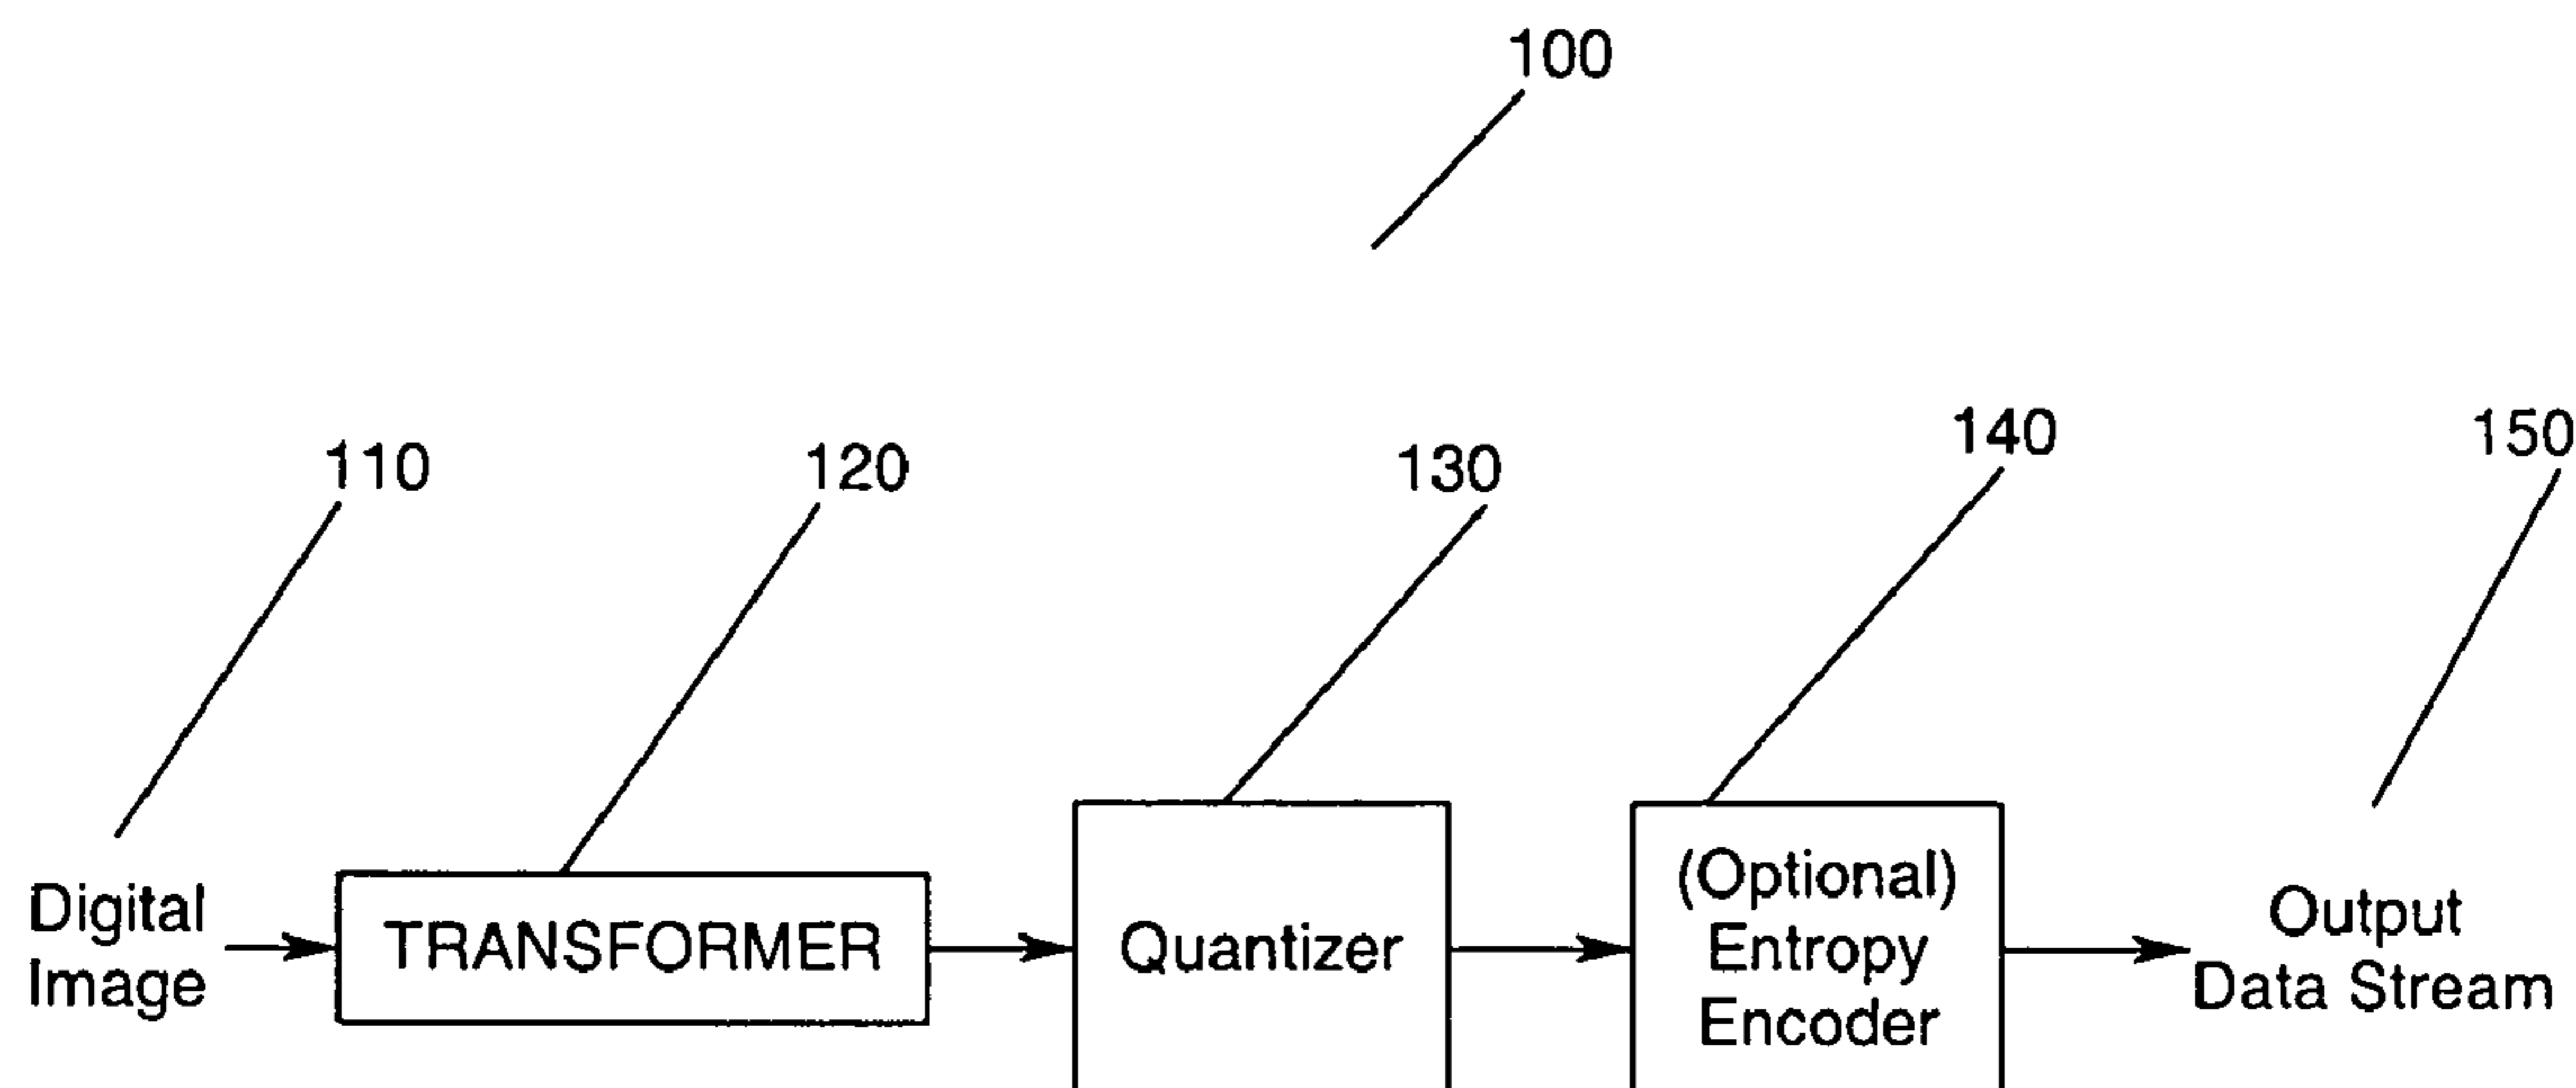 100
110
120
130
140
150
Digital
Image
TRANSFORMER
Quantizer
(Optional)
Entropy
Encoder
Output
Data Stream